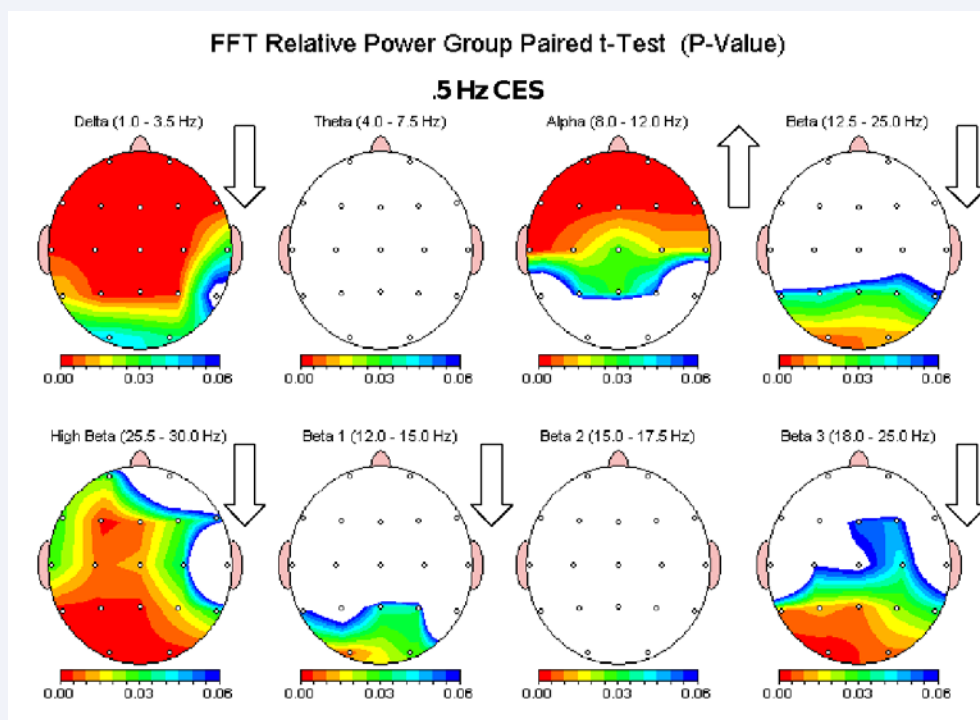 FFT Relative Power Group Paired t-Test (P-Value)
.5 Hz CES
Delta (1.0 - 3.5 Hz)
Theta (4.0 - 7.5 Hz)
Alpha (8.0 - 12.0 Hz)
Beta (12.5 - 25.0 Hz)
0.00 0.03 0.06
0.00 0.03 0.06
0.00 0.03 0.06
0.00 0.03 0.06
High Beta (25.5 - 30.0 Hz)
Beta 1 (12.0 - 15.0 Hz)
Beta 2 (15.0 - 17.5 Hz)
Beta 3 (18.0 - 25.0 Hz)
0.00 0.03 0.06
0.00 0.03 0.06
0.00 0.03 0.06
0.00 0.03 0.06